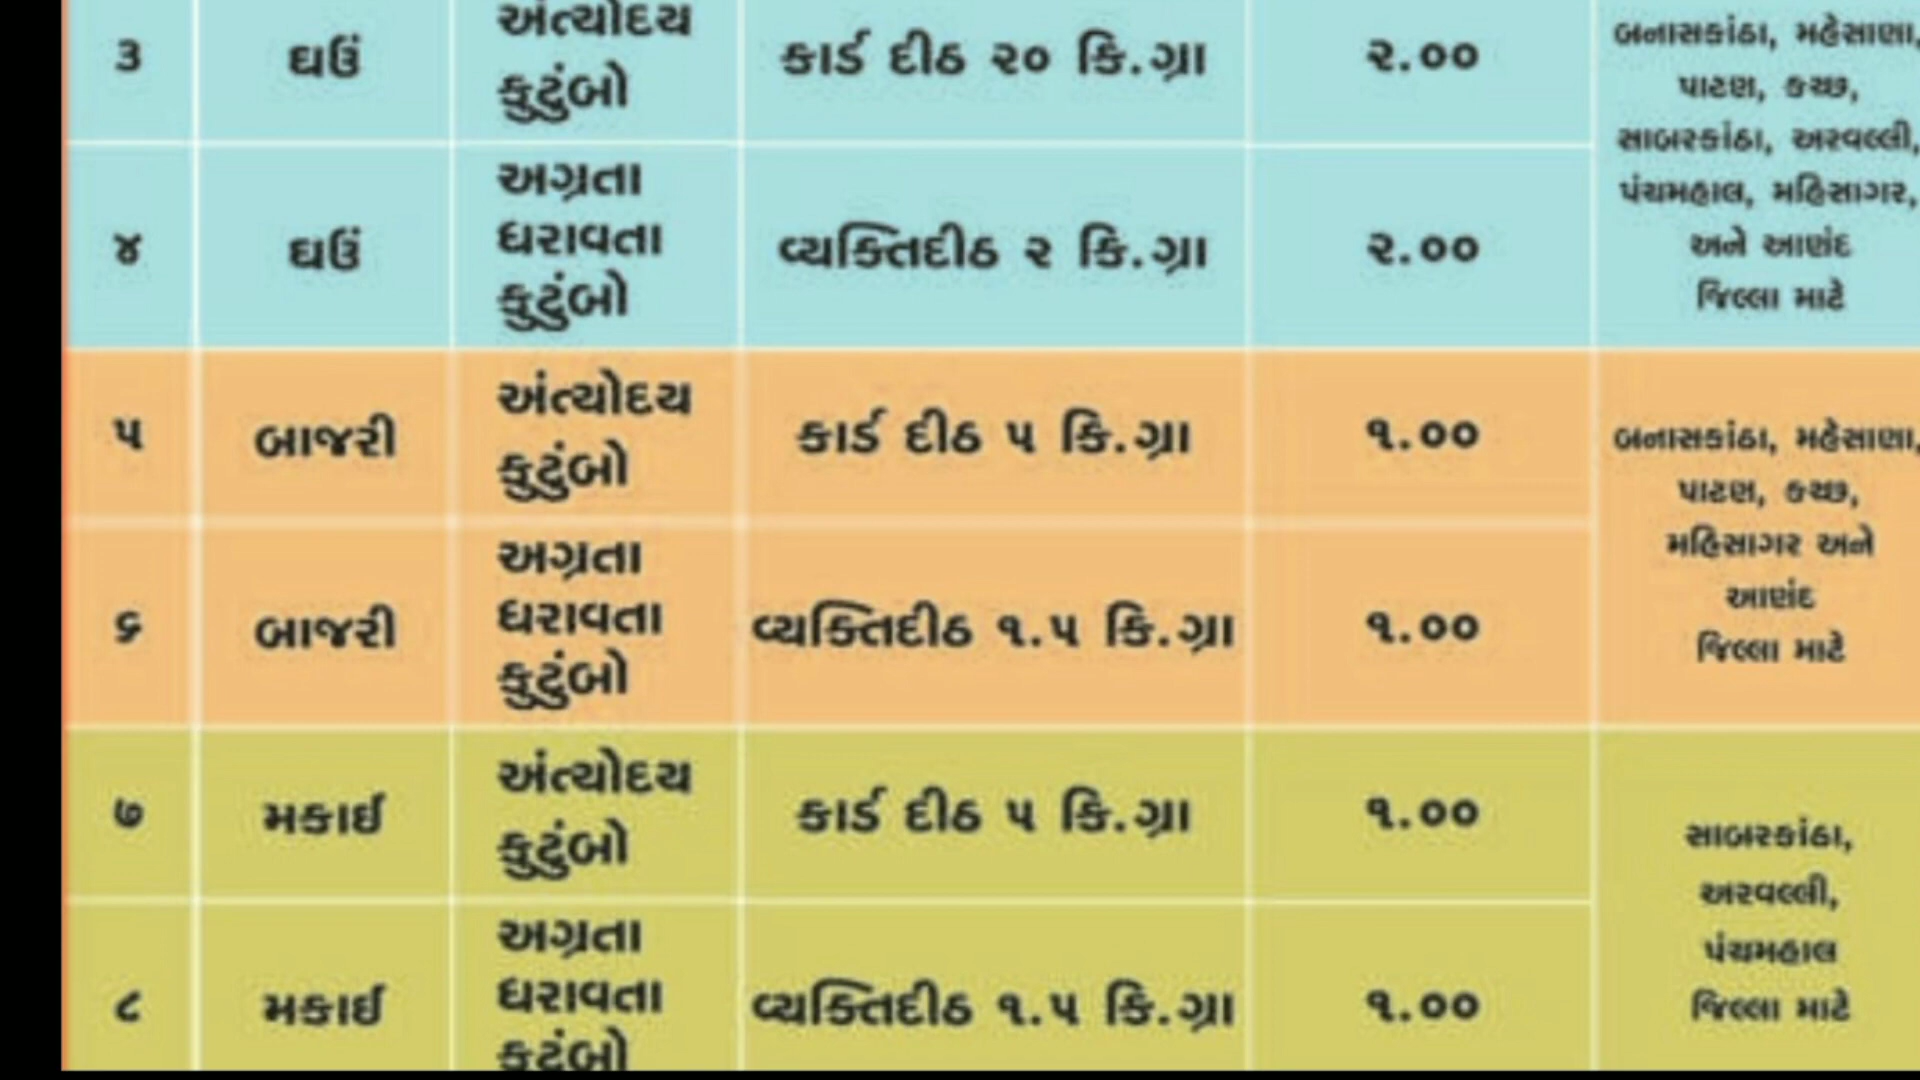 ૩
ઘઉં
અંત્યોદય
કુટુંબો
કાર્ડ દીઠ ૨૦ કિ.ગ્રા
૨.૦૦
બનાસકાંઠા, મહેસાણા,
પાટણ, કચ્છ,
સાબરકાંઠા, અરવલ્લી,
પંચમહાલ, મહિસાગર,
અને આણંદ
જિલ્લા માટે
૪
ઘઉં
અગ્રતા
ધરાવતા
કુટુંબો
વ્યક્તિદીઠ ૨ કિ.ગ્રા
૨.૦૦
૫
બાજરી
અંત્યોદય
કુટુંબો
કાર્ડ દીઠ ૫ કિ.ગ્રા
૧.૦૦
બનાસકાંઠા, મહેસાણા,
પાટણ, કચ્છ,
મહિસાગર અને
આણંદ
જિલ્લા માટે
૬
બાજરી
અગ્રતા
ધરાવતા
કુટુંબો
વ્યક્તિદીઠ ૧.૫ કિ.ગ્રા
૧.૦૦
૭
મકાઈ
અંત્યોદય
કુટુંબો
કાર્ડ દીઠ ૫ કિ.ગ્રા
૧.૦૦
સાબરકાંઠા,
અરવલ્લી,
પંચમહાલ
જિલ્લા માટે
૮
મકાઈ
અગ્રતા
ધરાવતા
કુટુંબો
વ્યક્તિદીઠ ૧.૫ કિ.ગ્રા
૧.૦૦